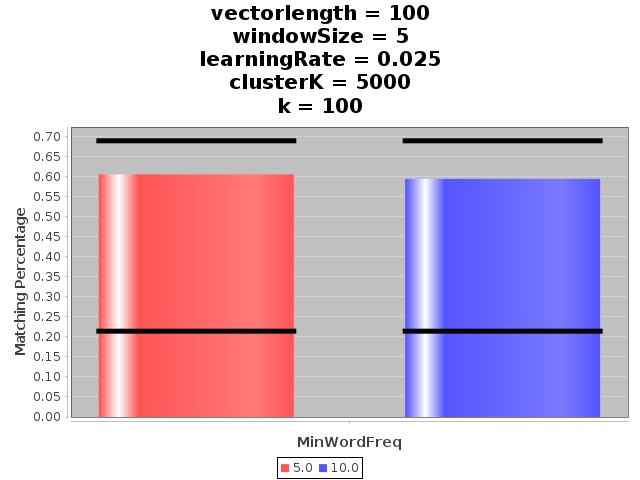 vectorlength = 100
windowSize = 5
learningRate = 0.025
clusterK = 5000
k = 100
0.70
0.65
0.60
0.55
0.50
0.45
0.40
0.35
0.30
0.25
0.20
0.15
0.10
0.05
0.00
Matching Percentage
MinWordFreq
5.0 10.0